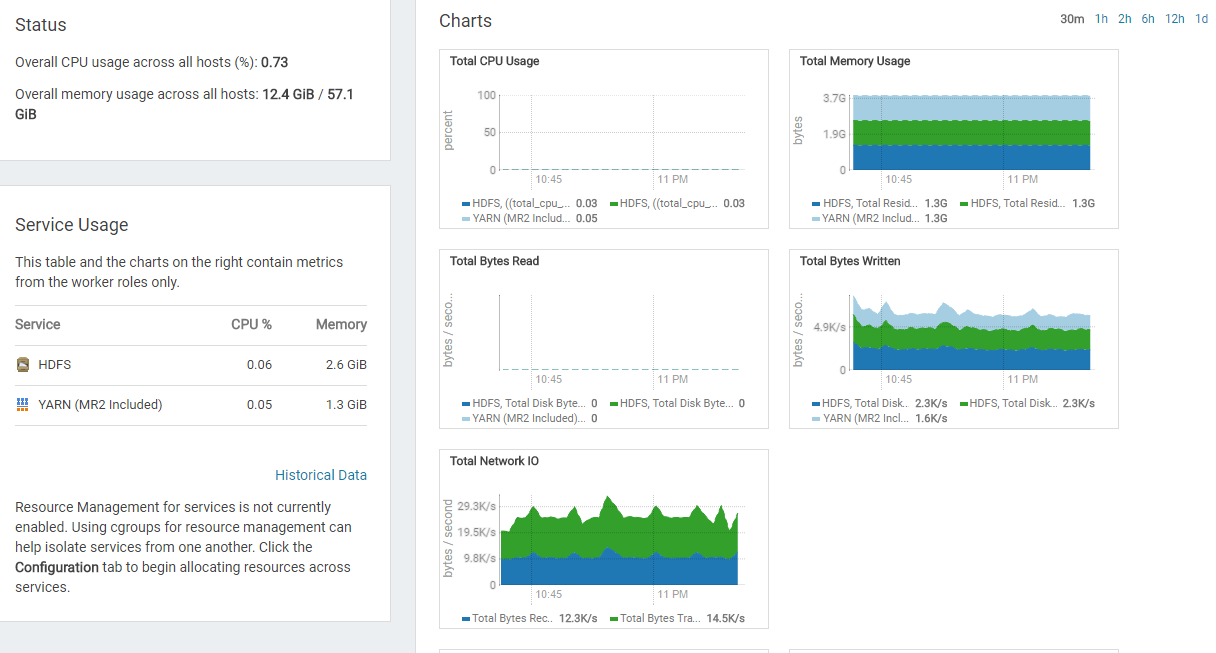 Status
Overall CPU usage across all hosts (%): 0.73
Overall memory usage across all hosts: 12.4 GiB / 57.1
GiB
Service Usage
This table and the charts on the right contain metrics
from the worker roles only.
Service CPU % Memory
HDFS 0.06 2.6 GiB
YARN (MR2 Included) 0.05 1.3 GiB
Historical Data
Resource Management for services is not currently
enabled. Using cgroups for resource management can
help isolate services from one another. Click the
Configuration tab to begin allocating resources across
services.
Charts
30m 1h 2h 6h 12h 1d
Total CPU Usage
percent
100
50
0
10:45 11 PM
HDFS, ((total_cpu_... 0.03 HDFS, ((total_cpu_... 0.03
YARN (MR2 Includ... 0.05
Total Memory Usage
bytes
3.7G
1.9G
0
10:45 11 PM
HDFS, Total Resid... 1.3G HDFS, Total Resid... 1.3G
YARN (MR2 Includ... 1.3G
Total Bytes Read
bytes / seco...
0
10:45 11 PM
HDFS, Total Disk Byte... 0 HDFS, Total Disk Byte... 0
YARN (MR2 Included)... 0
Total Bytes Written
bytes / seco...
4.9K/s
0
10:45 11 PM
HDFS, Total Disk... 2.3K/s HDFS, Total Disk... 2.3K/s
YARN (MR2 Incl... 1.6K/s
Total Network IO
bytes / second
29.3K/s
19.5K/s
9.8K/s
0
10:45 11 PM
Total Bytes Rec... 12.3K/s Total Bytes Tra... 14.5K/s